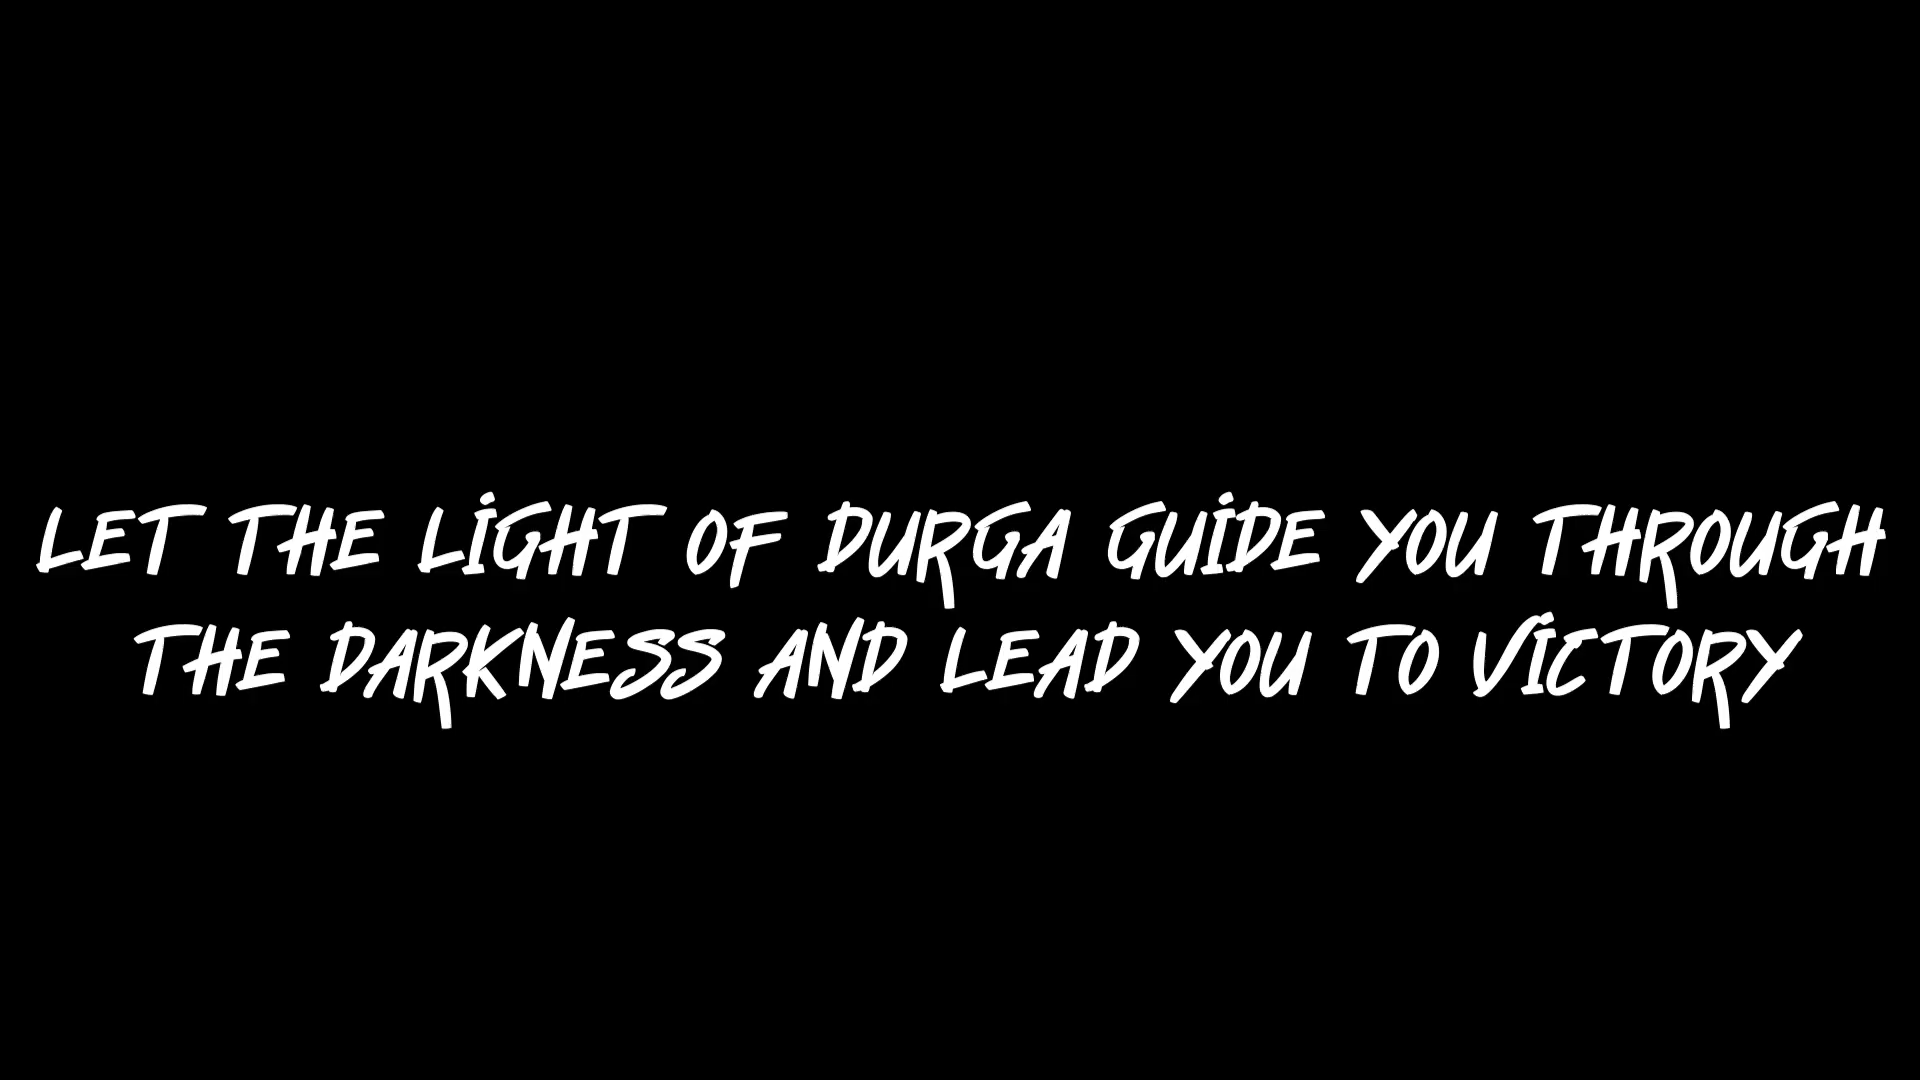 LET THE LIGHT OF DURGA GUIDE YOU THROUGH
THE DARKNESS AND LEAD YOU TO VICTORY